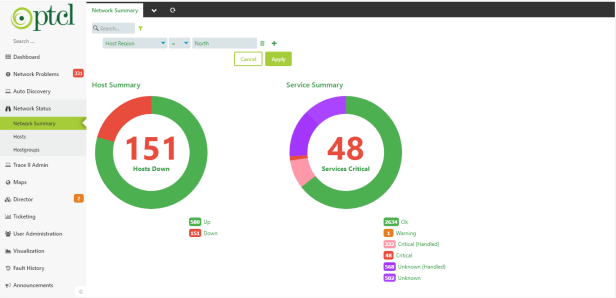 ptcl
Network Summary
Search ...
Search...
Host Region
=
North
Cancel
Apply
Dashboard
Network Problems
331
Auto Discovery
Network Status
Network Summary
Hosts
Hostgroups
Trace It Admin
Maps
Director
2
Ticketing
User Administration
Visualization
Fault History
Announcements
Host Summary
151
Hosts Down
580 Up
151 Down
Service Summary
48
Services Critical
2634 Ok
3 Warning
Critical (Handled)
48 Critical
568 Unknown (Handled)
502 Unknown